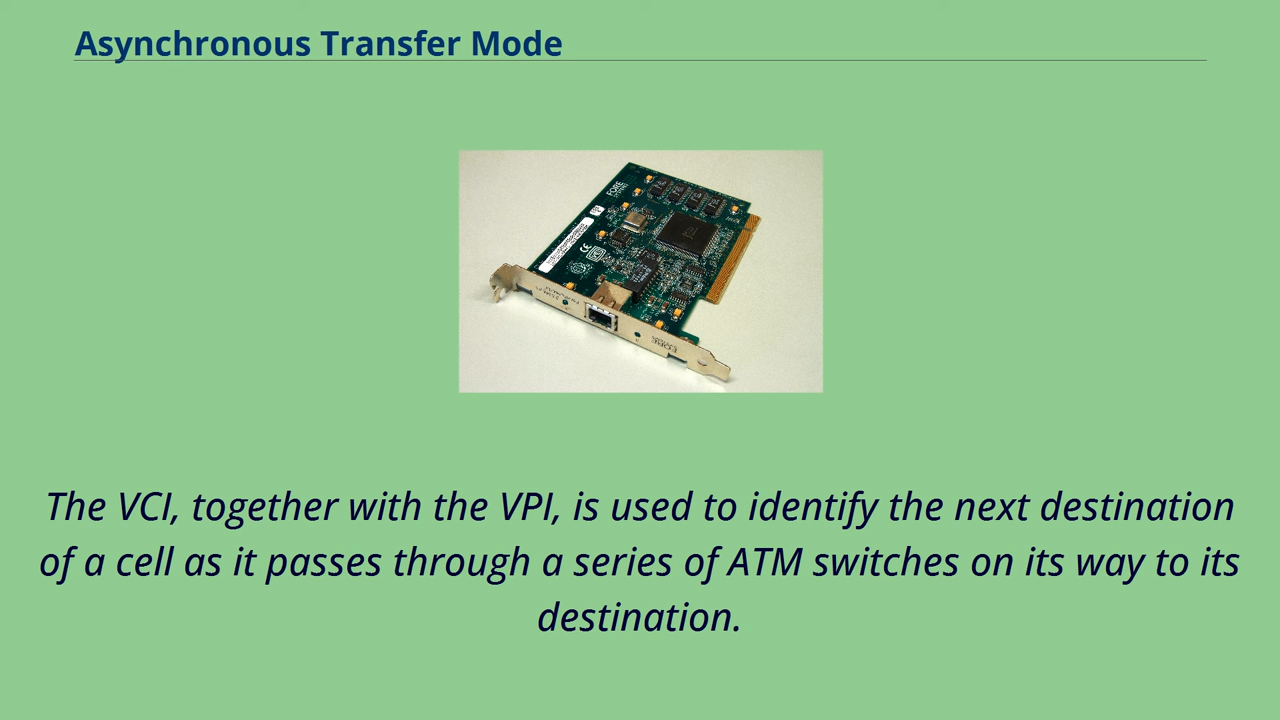 Asynchronous Transfer Mode
FORE
The VCI, together with the VPI, is used to identify the next destination
of a cell as it passes through a series of ATM switches on its way to its
destination.